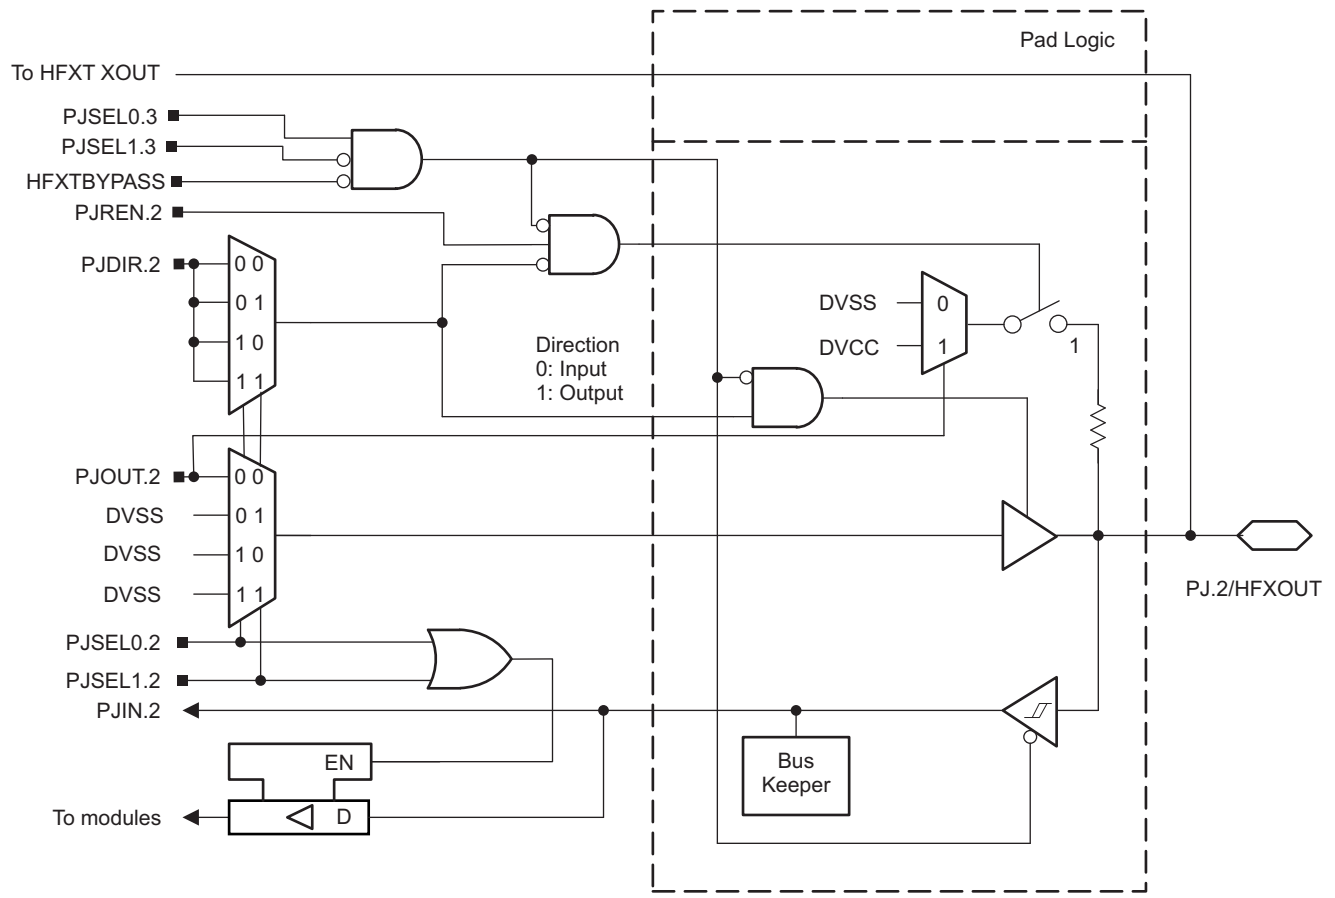 Pad Logic
To HFXT XOUT
PJSEL0.3
PJSEL1.3
HFXTBYPASS
PJREN.2
PJDIR.2
0 0
0 1
1 0
1 1
Direction
0: Input
1: Output
DVSS
0
DVCC
1
1
PJOUT.2
0 0
DVSS
0 1
DVSS
1 0
DVSS
1 1
PJ.2/HFXOUT
PJSEL0.2
PJSEL1.2
PJIN.2
EN
Bus
Keeper
To modules
D